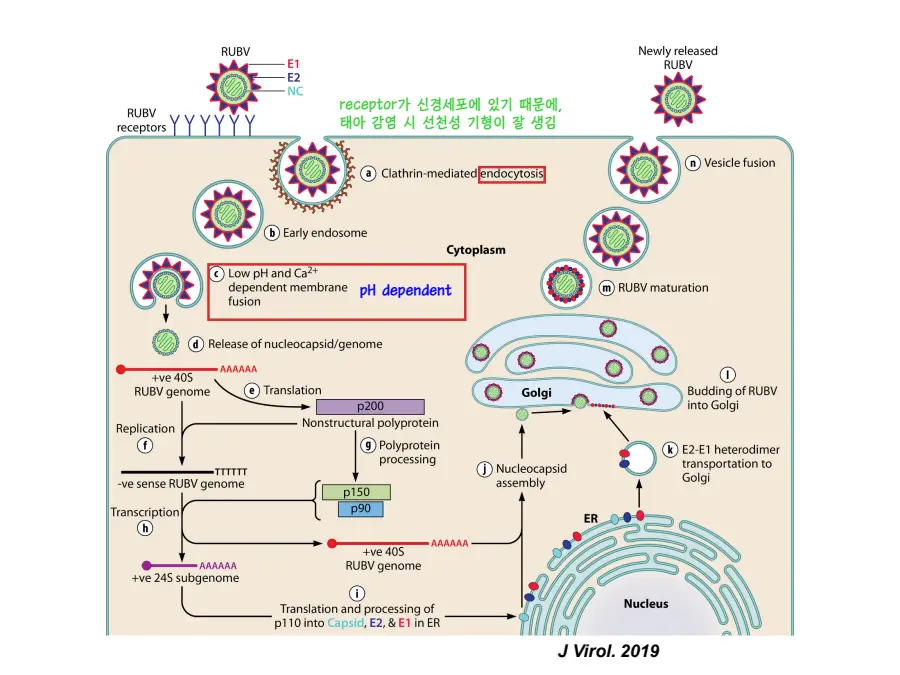 RUBV
E1
E2
NC
RUBV
receptors
receptor가 신경세포에 있기 때문에,
태아 감염 시 선천성 기형이 잘 생김
Newly released
RUBV
a Clathrin-mediated endocytosis
n Vesicle fusion
b Early endosome
Cytoplasm
c Low pH and Ca2+
dependent membrane
fusion
pH dependent
m RUBV maturation
d Release of nucleocapsid/genome
AAAAAA
+ve 40S
RUBV genome
e Translation
p200
Nonstructural polyprotein
Replication
f
g Polyprotein
processing
TTTTTT
-ve sense RUBV genome
p150
p90
Transcription
h
AAAAAA
+ve 40S
RUBV genome
AAAAAA
+ve 24S subgenome
i
Translation and processing of
p110 into Capsid, E2, & E1 in ER
Golgi
l
Budding of RUBV
into Golgi
j Nucleocapsid
assembly
k E2-E1 heterodimer
transportation to
Golgi
ER
Nucleus
J Virol. 2019